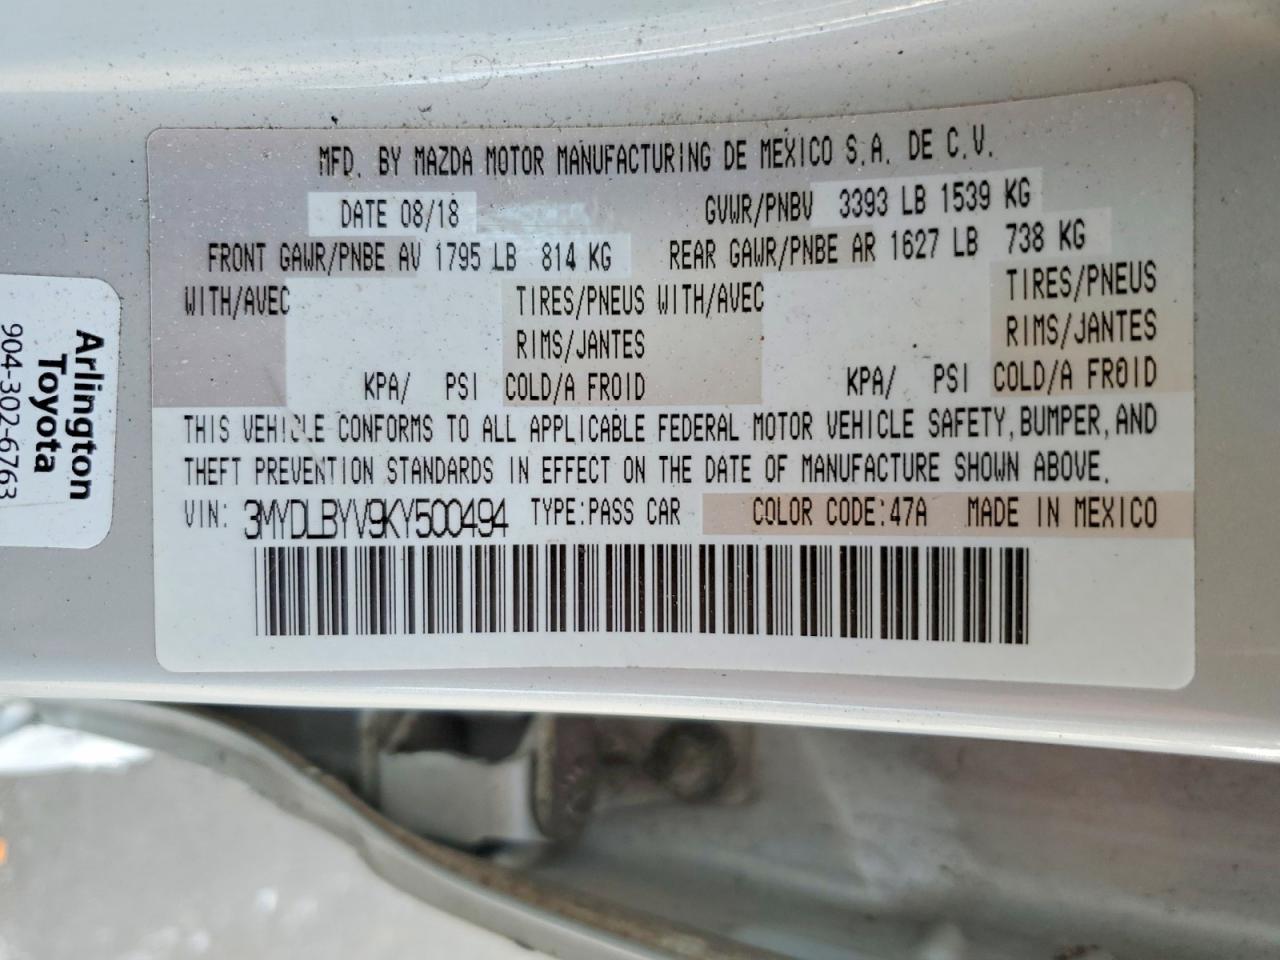 MFD. BY MAZDA MOTOR MANUFACTURING DE MEXICO S.A. DE C.V.
DATE 08/18 GVWR/PNBV 3393 LB 1539 KG
FRONT GAWR/PNBE AV 1795 LB 814 KG REAR GAWR/PNBE AR 1627 LB 738 KG
WITH/AVEC TIRES/PNEUS WITH/AVEC TIRES/PNEUS
RIMS/JANTES RIMS/JANTES
KPA/ PSI COLD/A FROID KPA/ PSI COLD/A FROID
THIS VEHICLE CONFORMS TO ALL APPLICABLE FEDERAL MOTOR VEHICLE SAFETY, BUMPER, AND
THEFT PREVENTION STANDARDS IN EFFECT ON THE DATE OF MANUFACTURE SHOWN ABOVE.
VIN: 3MYDLBYV9KY500494 TYPE:PASS CAR COLOR CODE:47A MADE IN MEXICO
Arlington
Toyota
904-302-6763